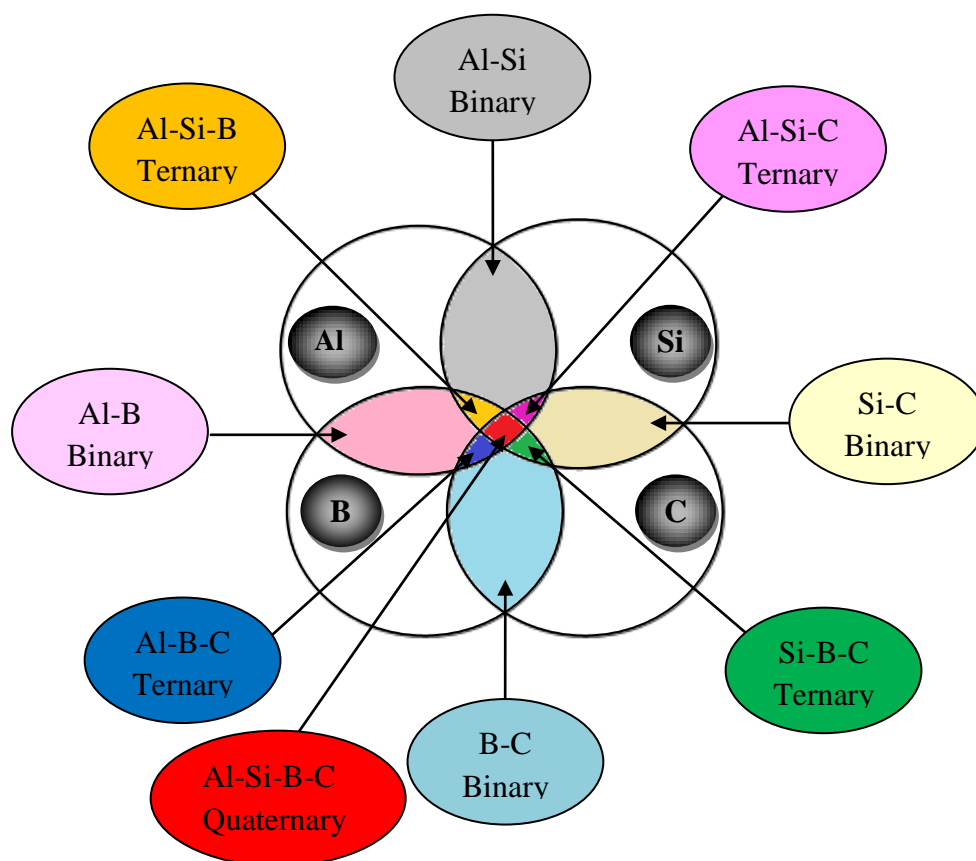 Al-Si
Binary
Al-Si-B
Ternary
Al-Si-C
Ternary
Al
Si
Al-B
Binary
Si-C
Binary
B
C
Al-B-C
Ternary
Si-B-C
Ternary
B-C
Binary
Al-Si-B-C
Quaternary